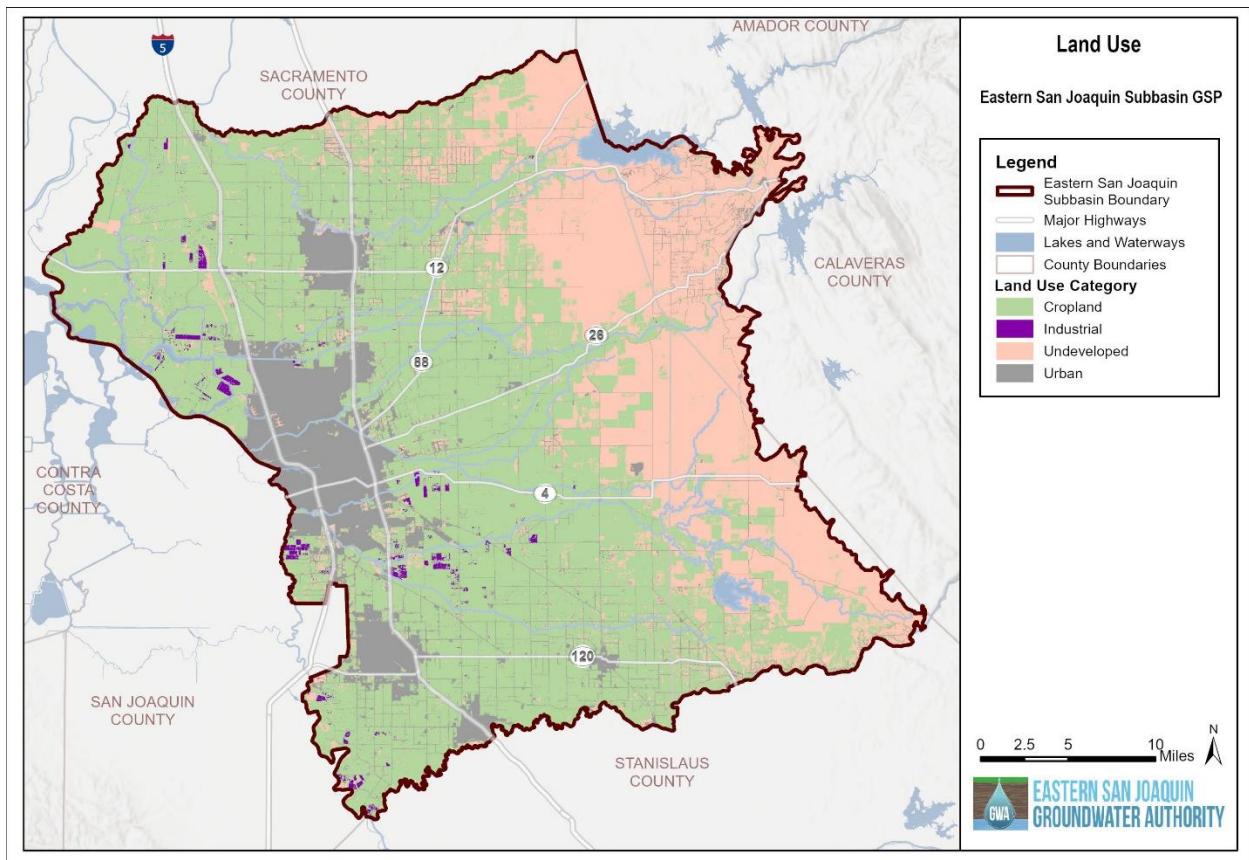 AMADOR COUNTY
5
SACRAMENTO
COUNTY
12
CALAVERAS
COUNTY
26
88
CONTRA
COSTA
COUNTY
4
120
SAN JOAQUIN
COUNTY
STANISLAUS
COUNTY
Land Use
Eastern San Joaquin Subbasin GSP
Legend
Eastern San Joaquin
Subbasin Boundary
Major Highways
Lakes and Waterways
County Boundaries
Land Use Category
Cropland
Industrial
Undeveloped
Urban
N
0 2.5 5 10 Miles
GWA
EASTERN SAN JOAQUIN
GROUNDWATER AUTHORITY